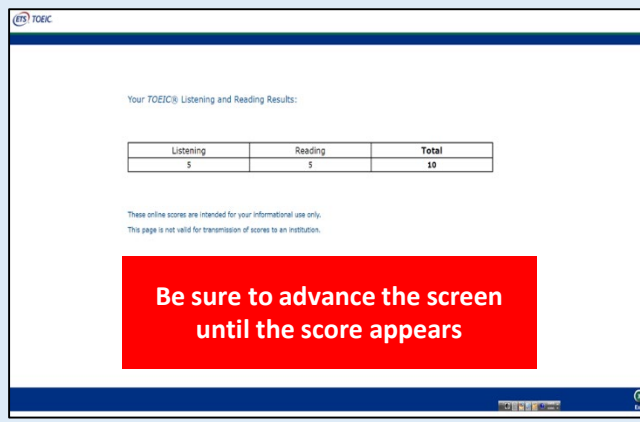 ETS TOEIC
Your TOEIC® Listening and Reading Results:
Listening Reading Total
5 5 10
These online scores are intended for your informational use only.
This page is not valid for transmission of scores to an institution.
Be sure to advance the screen
until the score appears